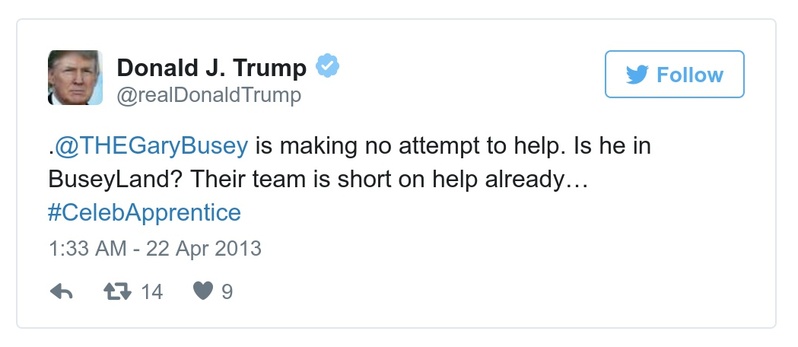 Donald J. Trump
@realDonaldTrump
Follow
.@THEGaryBusey is making no attempt to help. Is he in
BuseyLand? Their team is short on help already…
#CelebApprentice
1:33 AM - 22 Apr 2013
14 9